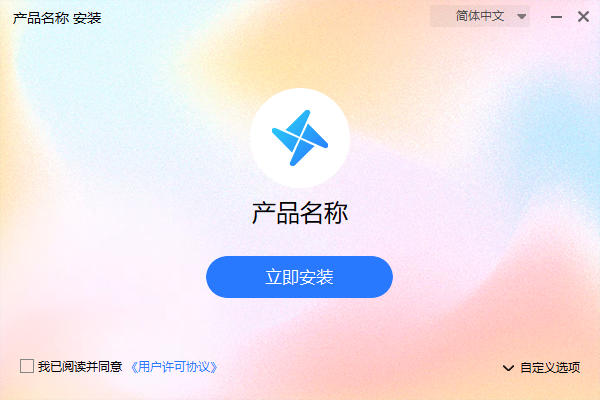 产品名称 安装
简体中文
产品名称
立即安装
我已阅读并同意 《用户许可协议》
自定义选项